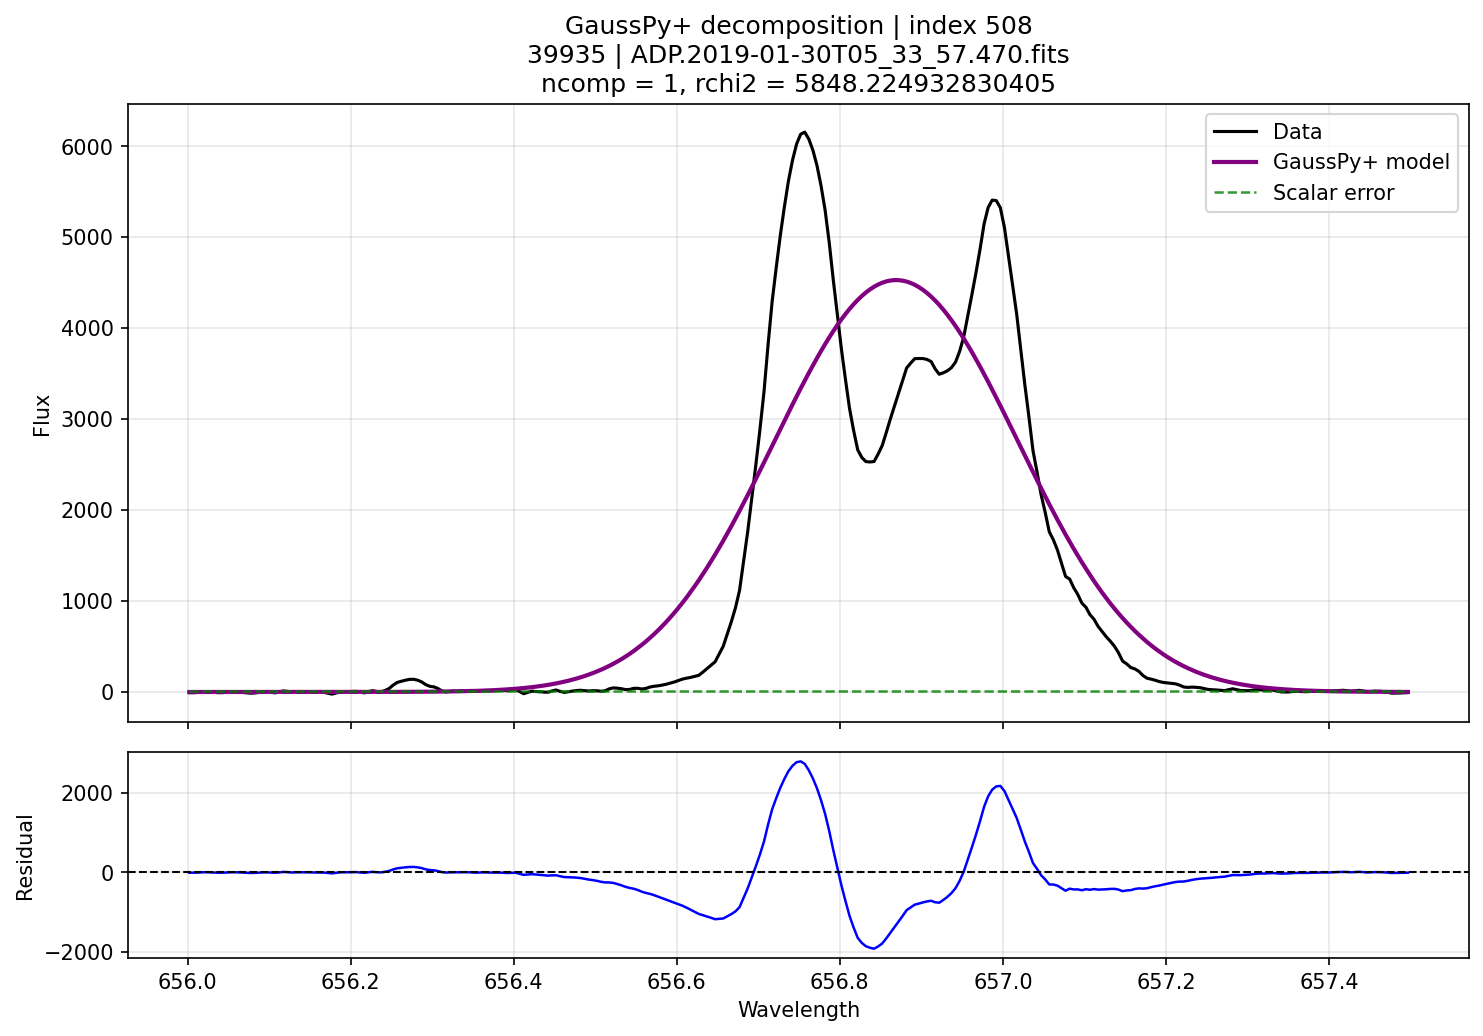 GaussPy+ decomposition | index 508
39935 | ADP.2019-01-30T05_33_57.470.fits
ncomp = 1, rchi2 = 5848.224932830405
Data
GaussPy+ model
Scalar error
6000
5000
4000
3000
2000
1000
0
Flux
2000
0
−2000
Residual
656.0 656.2 656.4 656.6 656.8 657.0 657.2 657.4
Wavelength